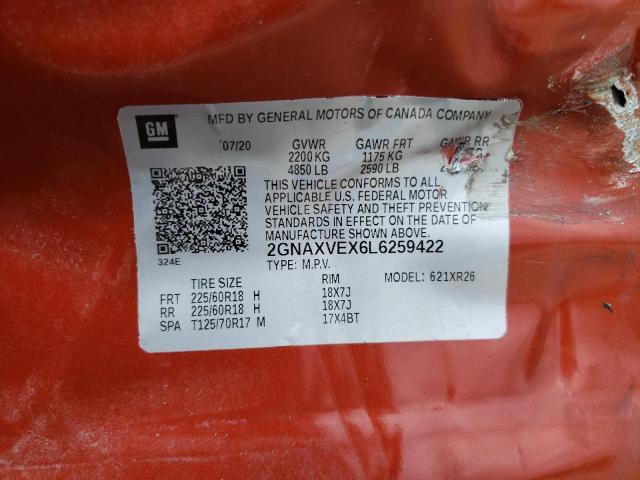 GM
MFD BY GENERAL MOTORS OF CANADA COMPANY
07/20 GVWR GAWR FRT GAWR RR
2200 KG 1175 KG
4850 LB 2590 LB
THIS VEHICLE CONFORMS TO ALL
APPLICABLE U.S. FEDERAL MOTOR
VEHICLE SAFETY AND THEFT PREVENTION
STANDARDS IN EFFECT ON THE DATE OF
MANUFACTURE SHOWN ABOVE.
324E
2GNAXVEX6L6259422
TYPE: M.P.V.
TIRE SIZE RIM MODEL: 621XR26
FRT 225/60R18 H 18X7J
RR 225/60R18 H 18X7J
SPA T125/70R17 M 17X4BT